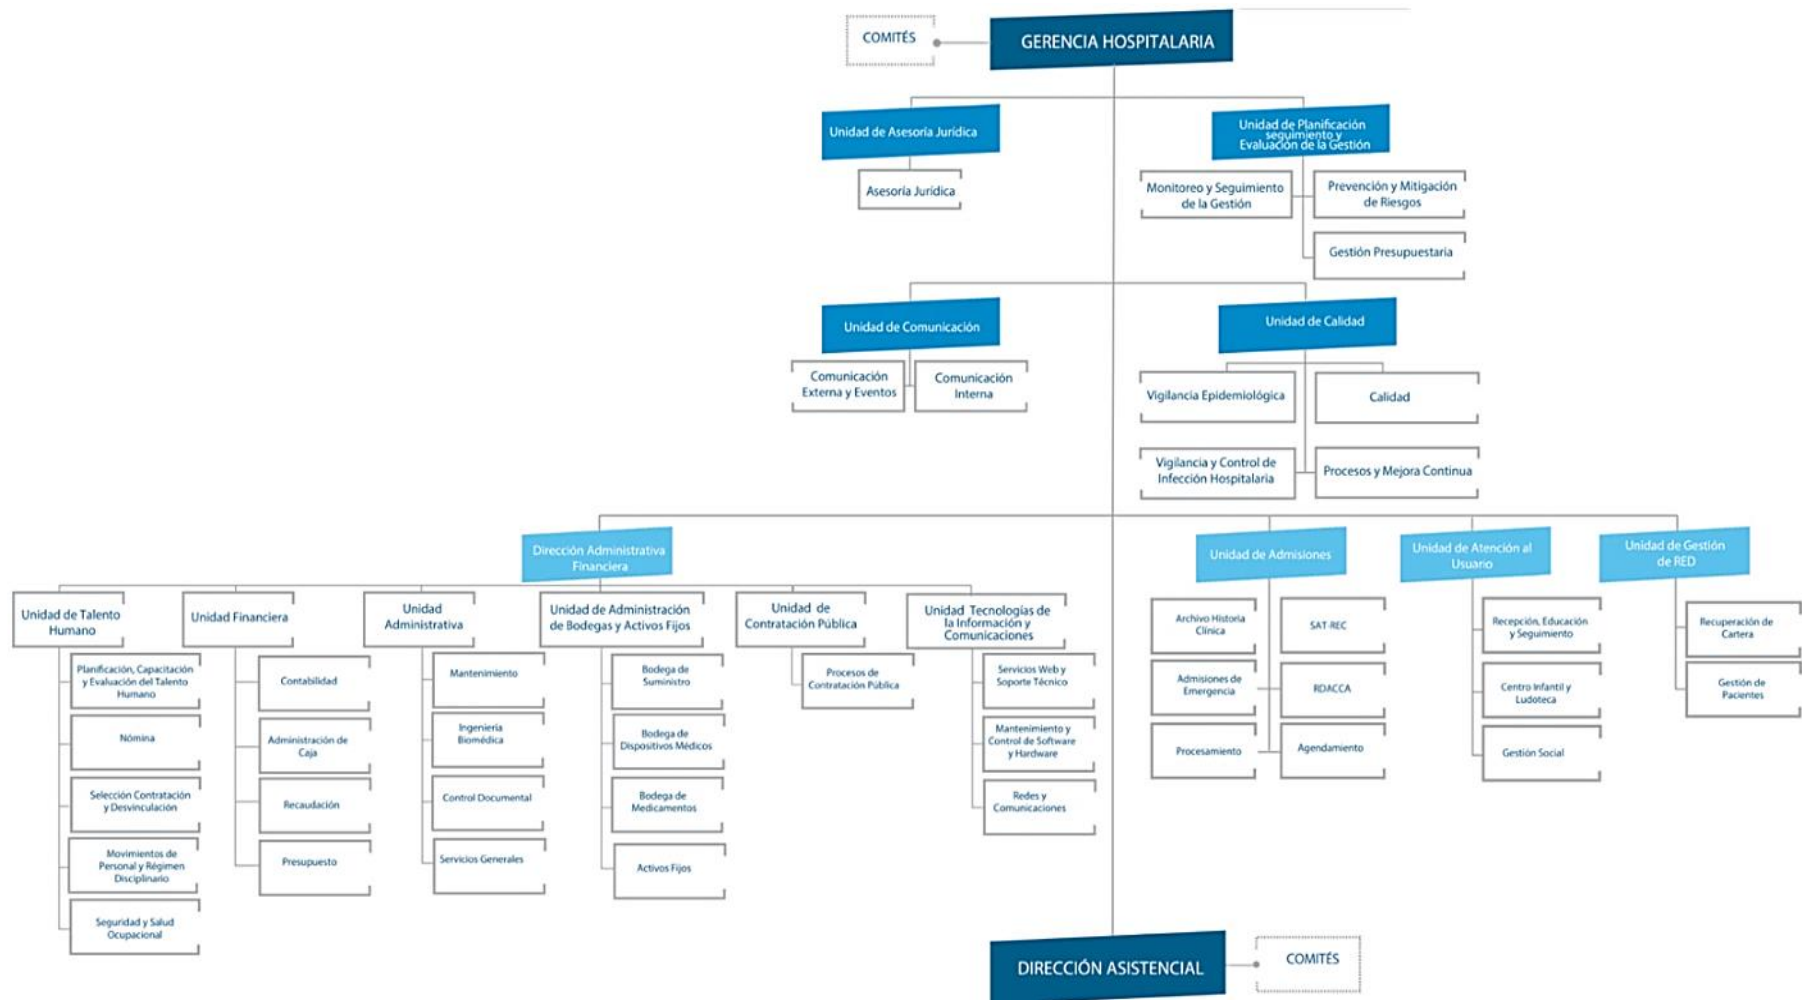 COMITÉS
GERENCIA HOSPITALARIA
Unidad de Asesoría Jurídica
Asesoría Jurídica
Unidad de Planificación
seguimiento y
Evaluación de la Gestión
Monitoreo y Seguimiento
de la Gestión
Prevención y Mitigación
de Riesgos
Gestión Presupuestaria
Unidad de Comunicación
Comunicación
Externa y Eventos
Comunicación
Interna
Unidad de Calidad
Vigilancia Epidemiológica
Calidad
Vigilancia y Control de
Infección Hospitalaria
Procesos y Mejora Continua
Dirección Administrativa
Financiera
Unidad de Talento
Humano
Planificación, Capacitación
y Evaluación del Talento
Humano
Nómina
Selección Contratación
y Desvinculación
Movimientos de
Personal y Régimen
Disciplinario
Seguridad y Salud
Ocupacional
Unidad Financiera
Contabilidad
Administración de
Caja
Recaudación
Presupuesto
Unidad
Administrativa
Mantenimiento
Ingeniería
Biomédica
Control Documental
Servicios Generales
Unidad de Administración
de Bodegas y Activos Fijos
Bodega de
Suministro
Bodega de
Dispositivos Médicos
Bodega de
Medicamentos
Activos Fijos
Unidad de
Contratación Pública
Procesos de
Contratación Pública
Unidad Tecnologías de
la Información y
Comunicaciones
Servicios Web y
Soporte Técnico
Mantenimiento y
Control de Software
y Hardware
Redes y
Comunicaciones
Unidad de Admisiones
Archivo Historia
Clínica
SAT-REC
Admisiones de
Emergencia
RDACCA
Procesamiento
Agendamiento
Unidad de Atención al
Usuario
Recepción, Educación
y Seguimiento
Centro Infantil y
Ludoteca
Gestión Social
Unidad de Gestión
de RED
Recuperación de
Cartera
Gestión de
Pacientes
DIRECCIÓN ASISTENCIAL
COMITÉS